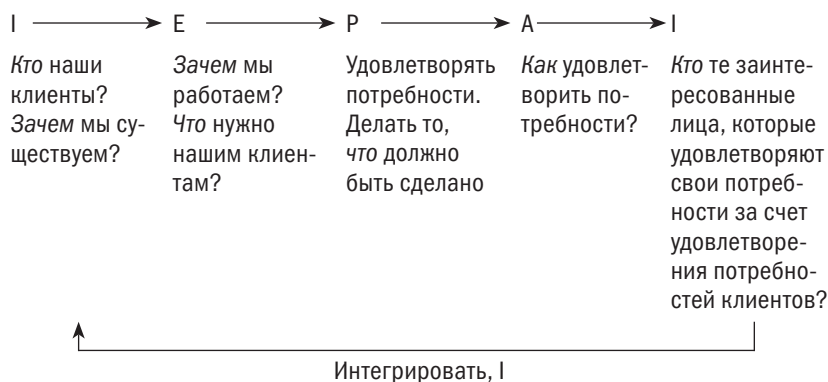 I E P A I
Кто наши
клиенты?
Зачем мы су-
ществуем?
Зачем мы
работаем?
Что нужно
нашим клиен-
там?
Удовлетворять
потребности.
Делать то,
что должно
быть сделано
Как удовлет-
ворить по-
требности?
Кто те заинте-
ресованные
лица, которые
удовлетворяют
свои потреб-
ности за счет
удовлетворе-
ния потребно-
стей клиентов?
Интегрировать, I